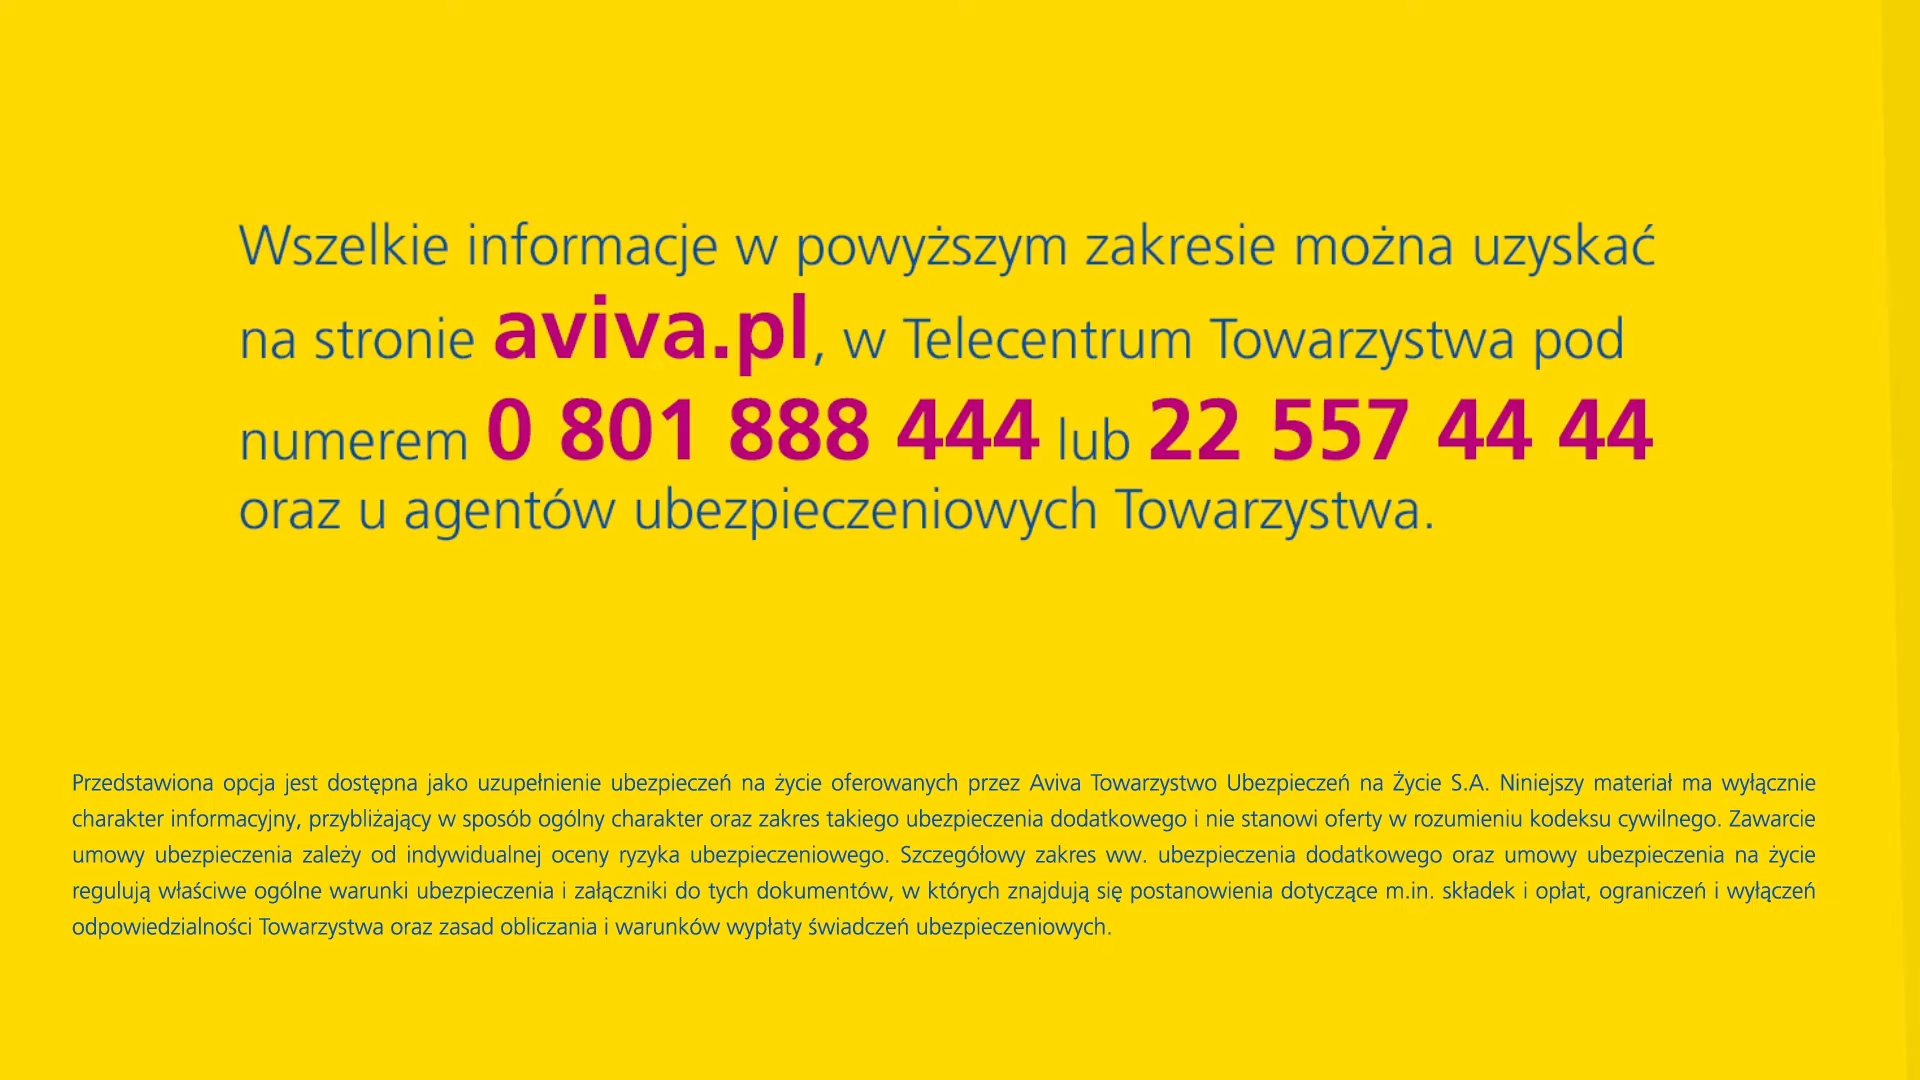 Wszelkie informacje w powyższym zakresie można uzyskać
na stronie aviva.pl, w Telecentrum Towarzystwa pod
numerem 0 801 888 444 lub 22 557 44 44
oraz u agentów ubezpieczeniowych Towarzystwa.
Przedstawiona opcja jest dostępna jako uzupełnienie ubezpieczeń na życie oferowanych przez Aviva Towarzystwo Ubezpieczeń na Życie S.A. Niniejszy materiał ma wyłącznie
charakter informacyjny, przybliżający w sposób ogólny charakter oraz zakres takiego ubezpieczenia dodatkowego i nie stanowi oferty w rozumieniu kodeksu cywilnego. Zawarcie
umowy ubezpieczenia zależy od indywidualnej oceny ryzyka ubezpieczeniowego. Szczegółowy zakres ww. ubezpieczenia dodatkowego oraz umowy ubezpieczenia na życie
regulują właściwe ogólne warunki ubezpieczenia i załączniki do tych dokumentów, w których znajdują się postanowienia dotyczące m.in. składek i opłat, ograniczeń i wyłączeń
odpowiedzialności Towarzystwa oraz zasad obliczania i warunków wypłaty świadczeń ubezpieczeniowych.